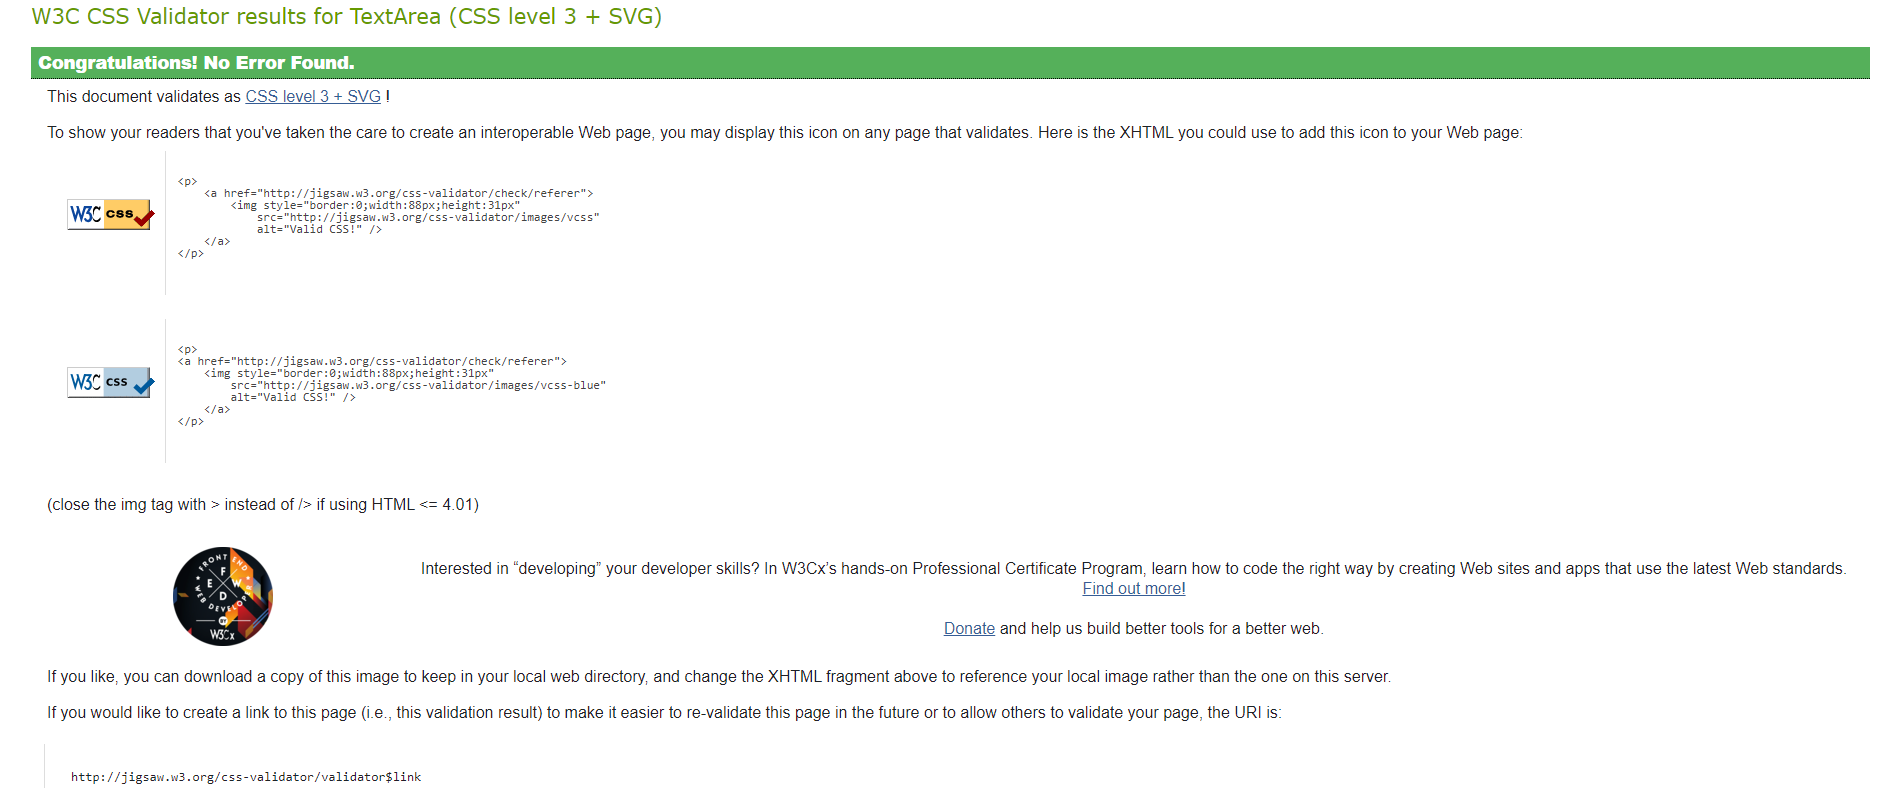 W3C CSS Validator results for TextArea (CSS level 3 + SVG)
Congratulations! No Error Found.
This document validates as CSS level 3 + SVG !
To show your readers that you've taken the care to create an interoperable Web page, you may display this icon on any page that validates. Here is the XHTML you could use to add this icon to your Web page:
W3C css
<p>
    <a href="http://jigsaw.w3.org/css-validator/check/referer">
        <img style="border:0;width:88px;height:31px"
            src="http://jigsaw.w3.org/css-validator/images/vcss"
            alt="Valid CSS!" />
    </a>
</p>
W3C css
<p>
<a href="http://jigsaw.w3.org/css-validator/check/referer">
    <img style="border:0;width:88px;height:31px"
        src="http://jigsaw.w3.org/css-validator/images/vcss-blue"
        alt="Valid CSS!" />
    </a>
</p>
(close the img tag with > instead of /> if using HTML <= 4.01)
FRONT END
F
E W
D
WEB DEVELOPER
BY
W3Cx
Interested in “developing” your developer skills? In W3Cx’s hands-on Professional Certificate Program, learn how to code the right way by creating Web sites and apps that use the latest Web standards.
Find out more!
Donate and help us build better tools for a better web.
If you like, you can download a copy of this image to keep in your local web directory, and change the XHTML fragment above to reference your local image rather than the one on this server.
If you would like to create a link to this page (i.e., this validation result) to make it easier to re-validate this page in the future or to allow others to validate your page, the URI is:
http://jigsaw.w3.org/css-validator/validator$link